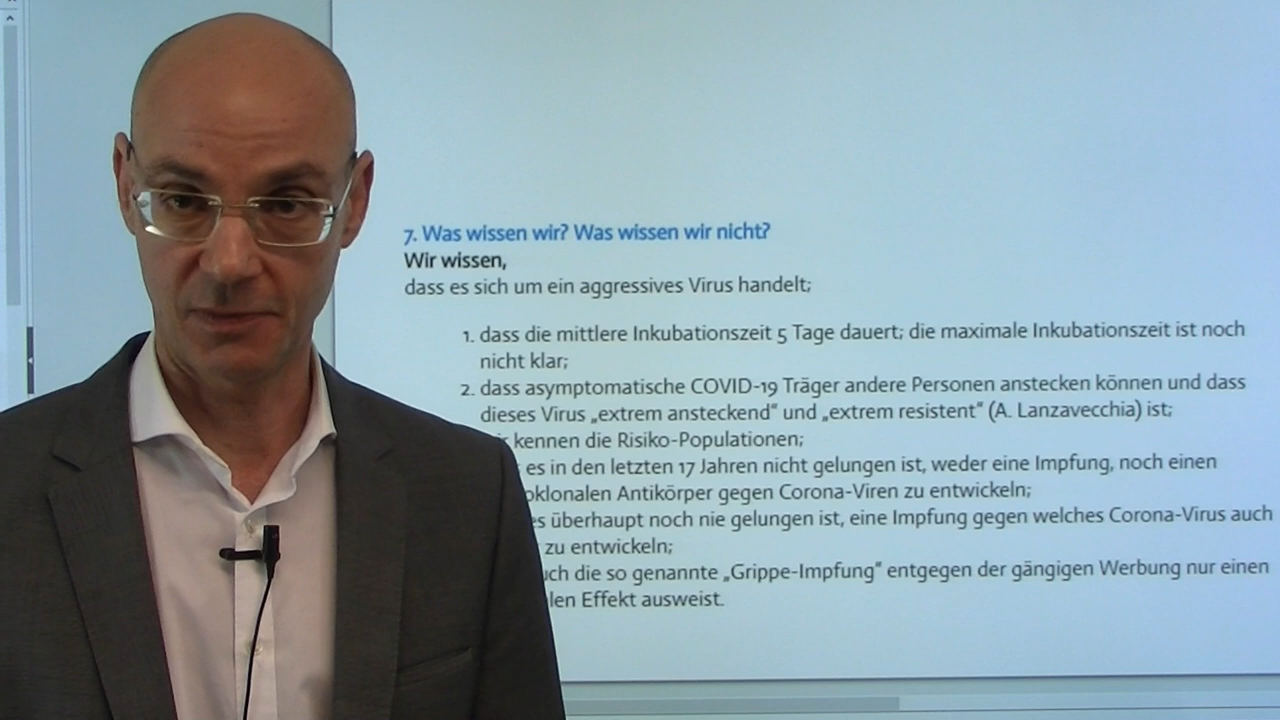 7. Was wissen wir? Was wissen wir nicht?
Wir wissen,
dass es sich um ein aggressives Virus handelt;
1. dass die mittlere Inkubationszeit 5 Tage dauert; die maximale Inkubationszeit ist noch
nicht klar;
2. dass asymptomatische COVID-19 Träger andere Personen anstecken können und dass
dieses Virus „extrem ansteckend“ und „extrem resistent“ (A. Lanzavecchia) ist;
kennen die Risiko-Populationen;
es in den letzten 17 Jahren nicht gelungen ist, weder eine Impfung, noch einen
oklonalen Antikörper gegen Corona-Viren zu entwickeln;
es überhaupt noch nie gelungen ist, eine Impfung gegen welches Corona-Virus auch
zu entwickeln;
uch die so genannte „Grippe-Impfung“ entgegen der gängigen Werbung nur einen
len Effekt ausweist.